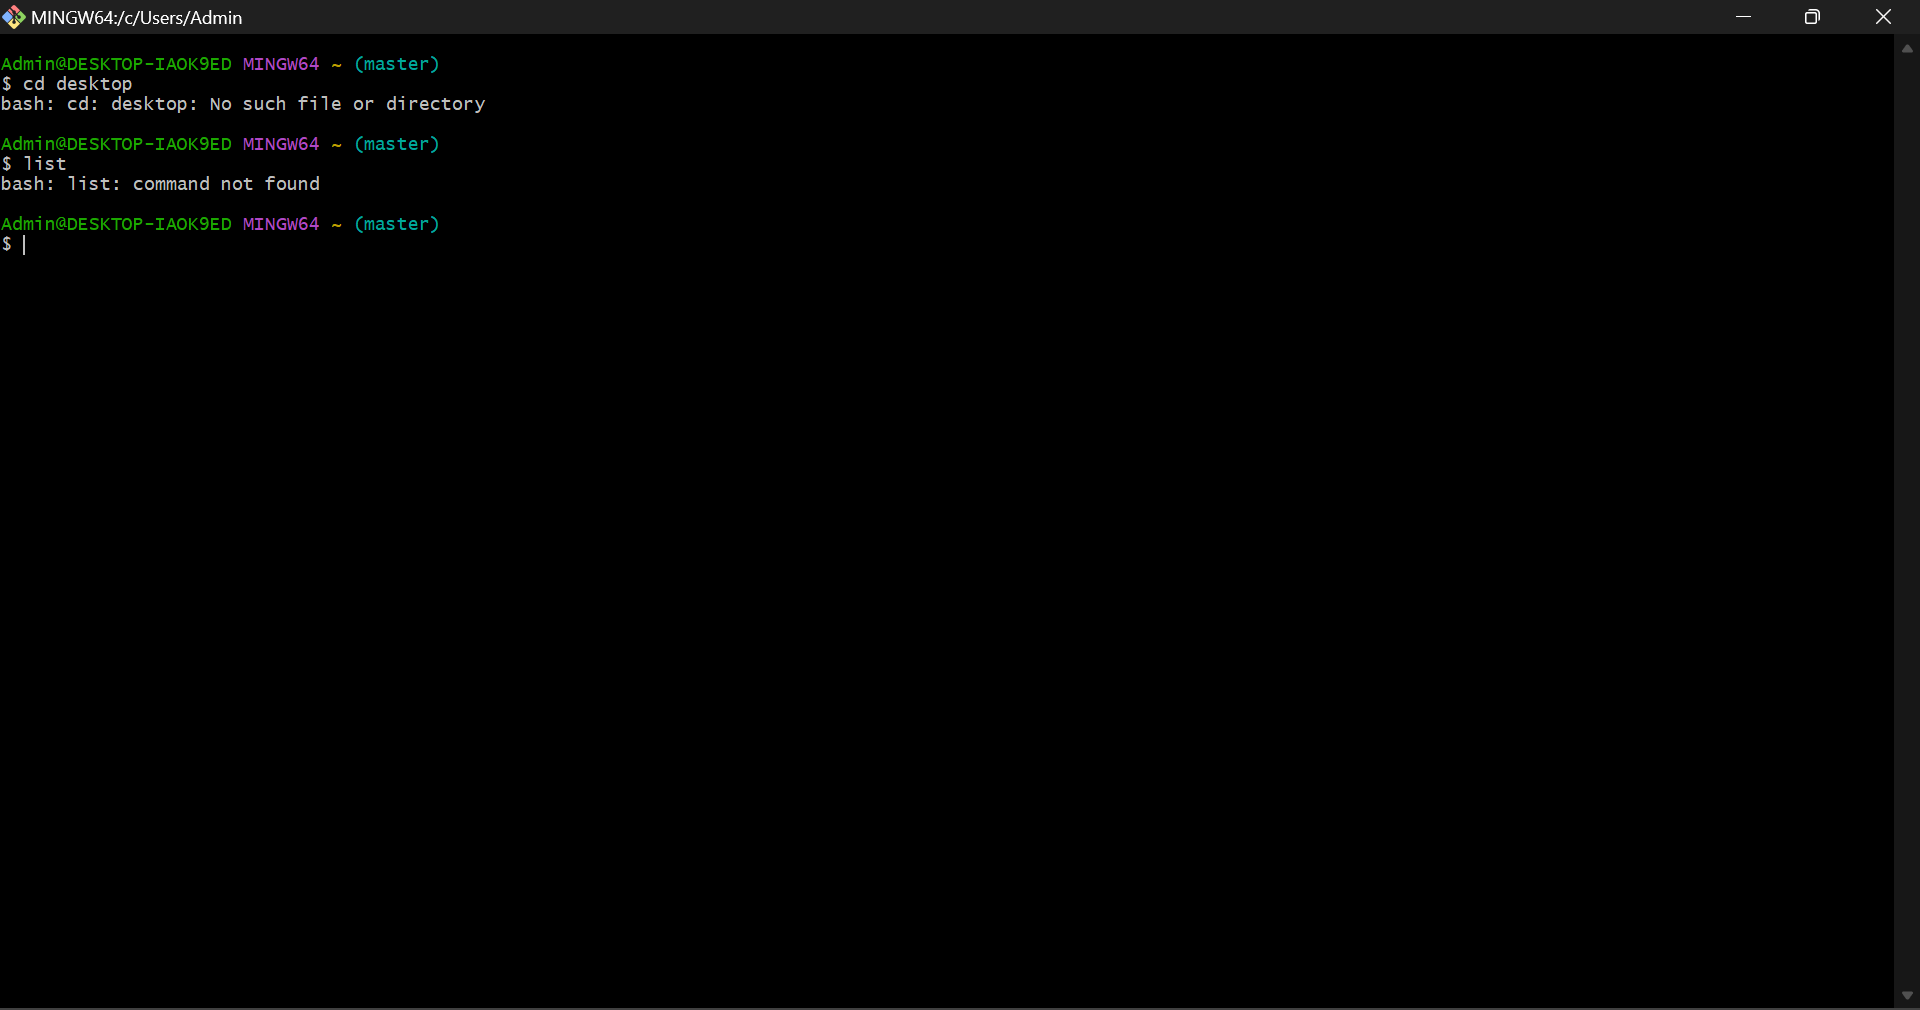 MINGW64:/c/Users/Admin
Admin@DESKTOP-IAOK9ED MINGW64 ~ (master)
$ cd desktop
bash: cd: desktop: No such file or directory
Admin@DESKTOP-IAOK9ED MINGW64 ~ (master)
$ list
bash: list: command not found
Admin@DESKTOP-IAOK9ED MINGW64 ~ (master)
$